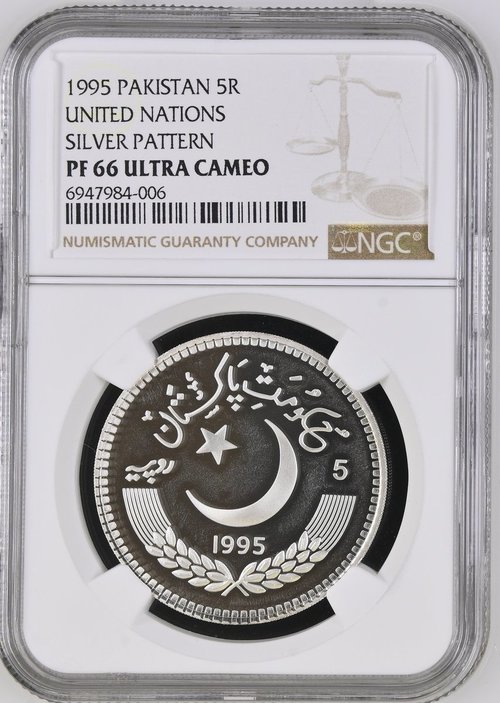 1995 PAKISTAN 5R
UNITED NATIONS
SILVER PATTERN
PF 66 ULTRA CAMEO
6947984-006
NUMISMATIC GUARANTY COMPANY
NGC®
حکومتِ پاکستان
روپیہ
5
1995